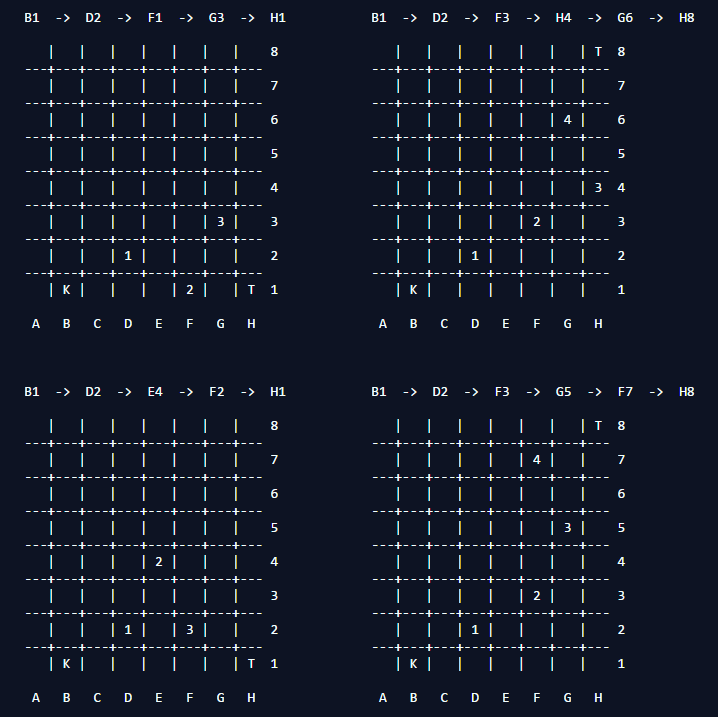 B1  ->  D2  ->  F1  ->  G3  ->  H1
   |   |   |   |   |   |   |    8
---+---+---+---+---+---+---+---
   |   |   |   |   |   |   |    7
---+---+---+---+---+---+---+---
   |   |   |   |   |   |   |    6
---+---+---+---+---+---+---+---
   |   |   |   |   |   |   |    5
---+---+---+---+---+---+---+---
   |   |   |   |   |   |   |    4
---+---+---+---+---+---+---+---
   |   |   |   |   |   | 3 |    3
---+---+---+---+---+---+---+---
   |   |   | 1 |   |   |   |    2
---+---+---+---+---+---+---+---
   | K |   |   |   | 2 |   | T  1
 A   B   C   D   E   F   G   H
B1  ->  D2  ->  F3  ->  H4  ->  G6  ->  H8
   |   |   |   |   |   |   | T  8
---+---+---+---+---+---+---+---
   |   |   |   |   |   |   |    7
---+---+---+---+---+---+---+---
   |   |   |   |   |   | 4 |    6
---+---+---+---+---+---+---+---
   |   |   |   |   |   |   |    5
---+---+---+---+---+---+---+---
   |   |   |   |   |   |   | 3  4
---+---+---+---+---+---+---+---
   |   |   |   |   | 2 |   |    3
---+---+---+---+---+---+---+---
   |   |   | 1 |   |   |   |    2
---+---+---+---+---+---+---+---
   | K |   |   |   |   |   |    1
 A   B   C   D   E   F   G   H
B1  ->  D2  ->  E4  ->  F2  ->  H1
   |   |   |   |   |   |   |    8
---+---+---+---+---+---+---+---
   |   |   |   |   |   |   |    7
---+---+---+---+---+---+---+---
   |   |   |   |   |   |   |    6
---+---+---+---+---+---+---+---
   |   |   |   |   |   |   |    5
---+---+---+---+---+---+---+---
   |   |   |   | 2 |   |   |    4
---+---+---+---+---+---+---+---
   |   |   |   |   |   |   |    3
---+---+---+---+---+---+---+---
   |   |   | 1 |   | 3 |   |    2
---+---+---+---+---+---+---+---
   | K |   |   |   |   |   | T  1
 A   B   C   D   E   F   G   H
B1  ->  D2  ->  F3  ->  G5  ->  F7  ->  H8
   |   |   |   |   |   |   | T  8
---+---+---+---+---+---+---+---
   |   |   |   |   | 4 |   |    7
---+---+---+---+---+---+---+---
   |   |   |   |   |   |   |    6
---+---+---+---+---+---+---+---
   |   |   |   |   |   | 3 |    5
---+---+---+---+---+---+---+---
   |   |   |   |   |   |   |    4
---+---+---+---+---+---+---+---
   |   |   |   |   | 2 |   |    3
---+---+---+---+---+---+---+---
   |   |   | 1 |   |   |   |    2
---+---+---+---+---+---+---+---
   | K |   |   |   |   |   |    1
 A   B   C   D   E   F   G   H